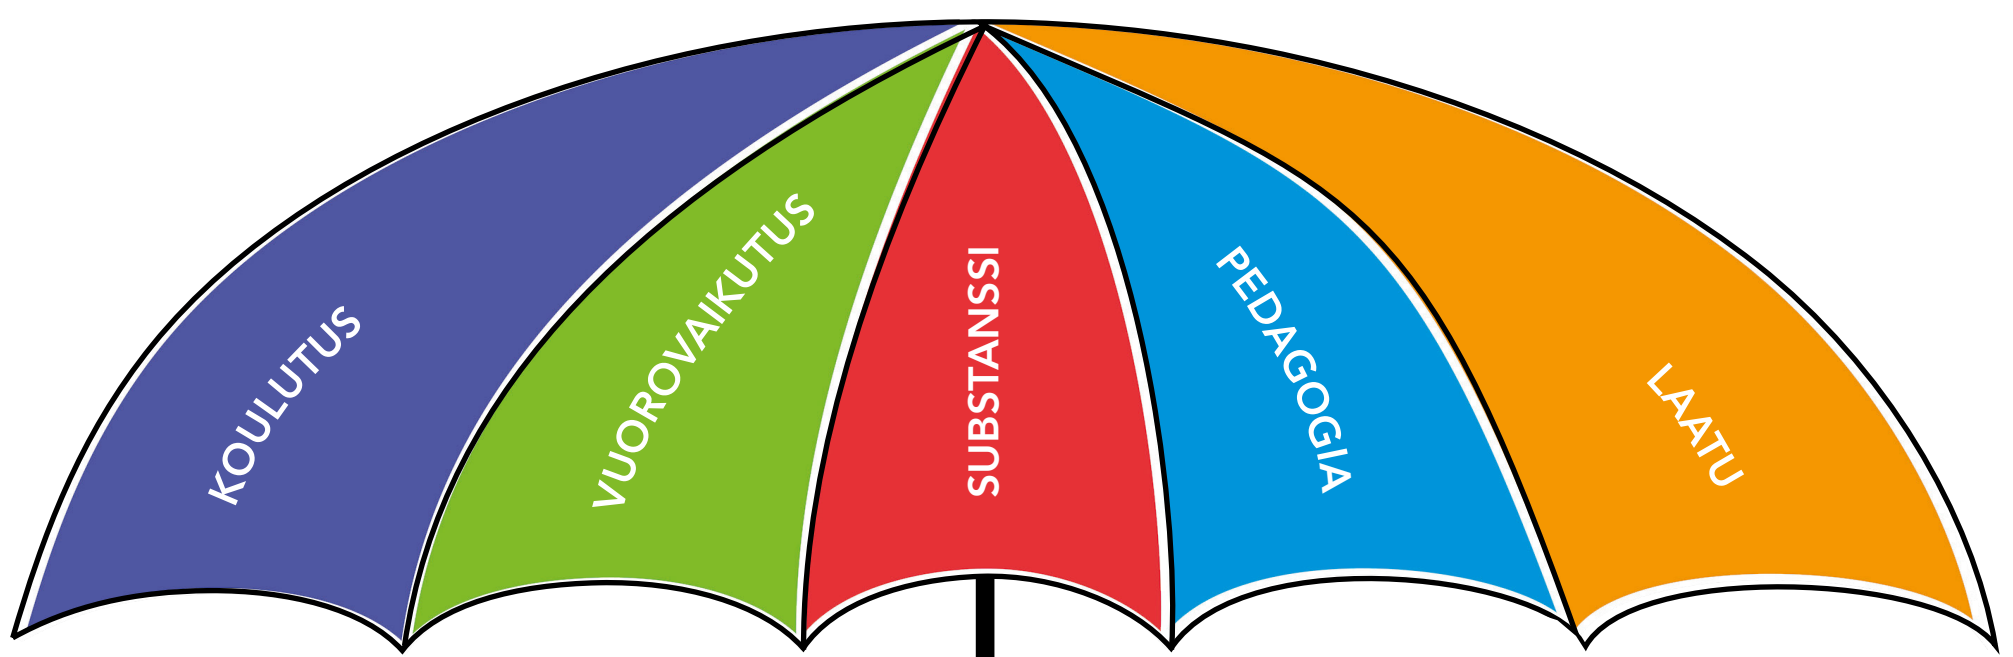 KOULUTUS
VUOROVAIKUTUS
SUBSTANSSI
PEDAGOGIA
LAATU